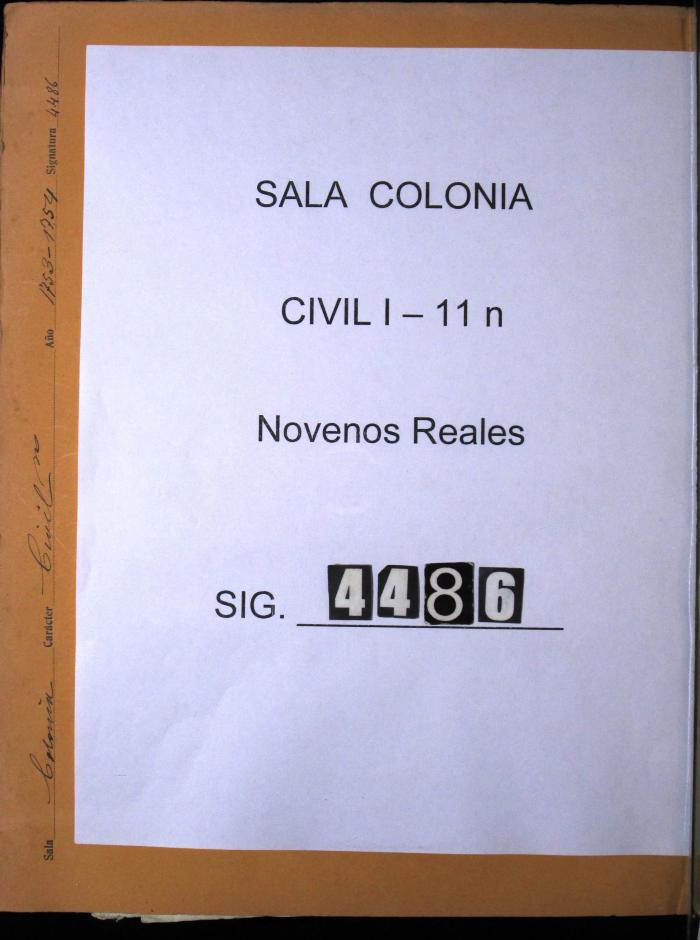 Sala Colonia Carácter Civil n Año 1753-1754 Signatura 4486
SALA COLONIA
CIVIL I – 11 n
Novenos Reales
SIG. 4486